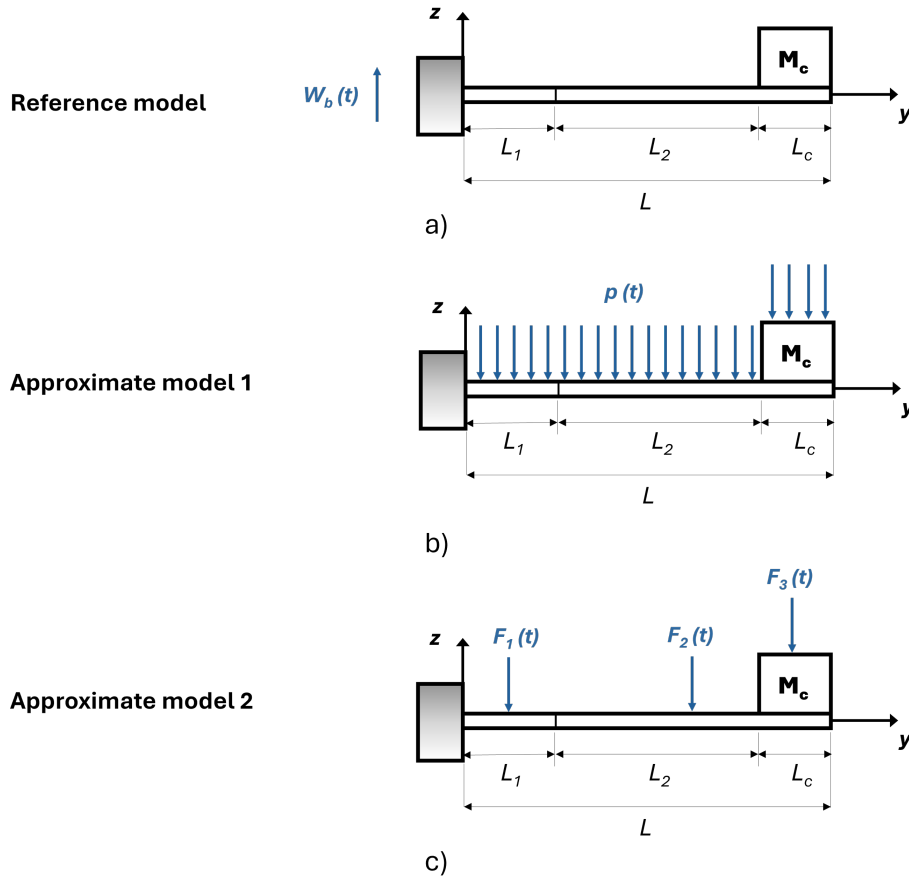 z
M_c
Reference model
W_b (t)
y
L_1
L_2
L_c
L
a)
p (t)
z
M_c
Approximate model 1
y
L_1
L_2
L_c
L
b)
F_3 (t)
F_1 (t)
F_2 (t)
z
M_c
Approximate model 2
y
L_1
L_2
L_c
L
c)